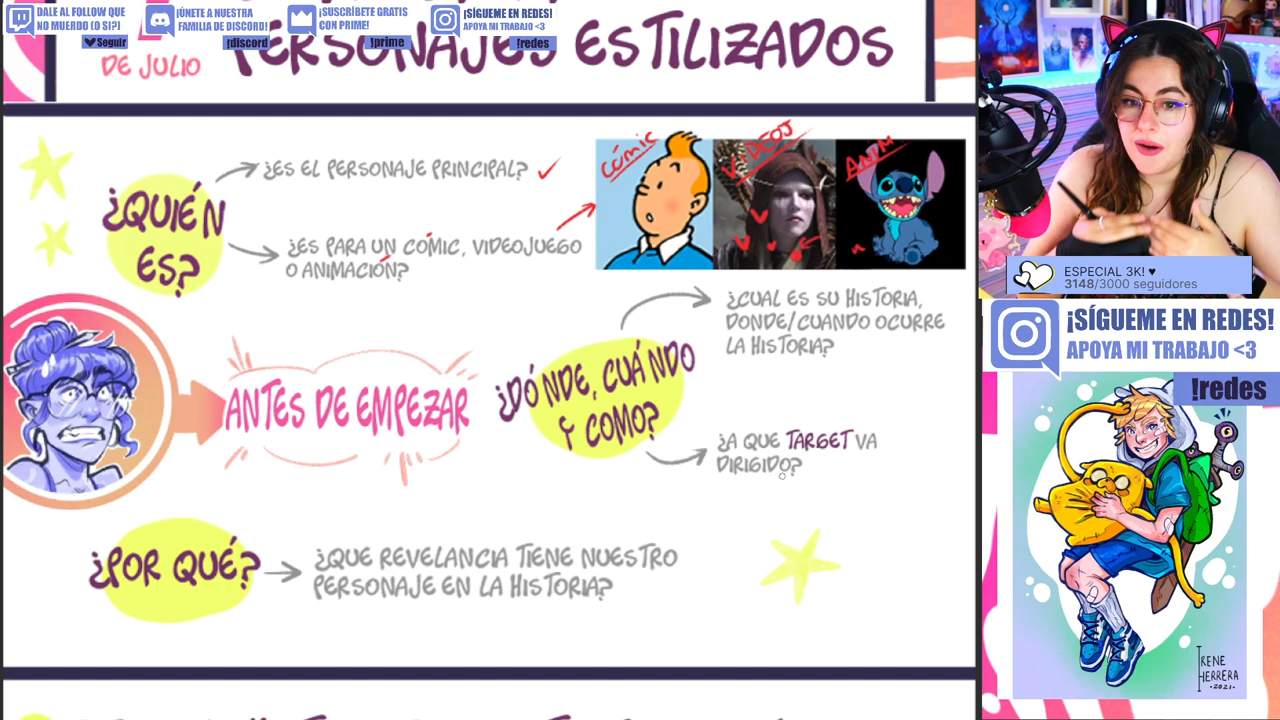 DALE AL FOLLOW QUE
NO MUERDO (O SI?)
Seguir
¡ÚNETE A NUESTRA
FAMILIA DE DISCORD!
!discord
¡SUSCRÍBETE GRATIS
CON PRIME!
!prime
¡SÍGUEME EN REDES!
APOYA MI TRABAJO <3
!redes
DE JULIO
PERSONAJES ESTILIZADOS
¿QUIÉN
ES?
¿ES EL PERSONAJE PRINCIPAL?
¿ES PARA UN CÓMIC, VIDEOJUEGO
O ANIMACIÓN?
CÓMIC
VIDEOJ
ANIM
ANTES DE EMPEZAR
¿DÓNDE, CUÁNDO
Y COMO?
¿CUAL ES SU HISTORIA,
DONDE/CUANDO OCURRE
LA HISTORIA?
¿A QUE TARGET VA
DIRIGIDO?
¿POR QUÉ?
¿QUE REVELANCIA TIENE NUESTRO
PERSONAJE EN LA HISTORIA?
ESPECIAL 3K! ♥
3148/3000 seguidores
¡SÍGUEME EN REDES!
APOYA MI TRABAJO <3
!redes
IRENE
HERRERA
·2021·